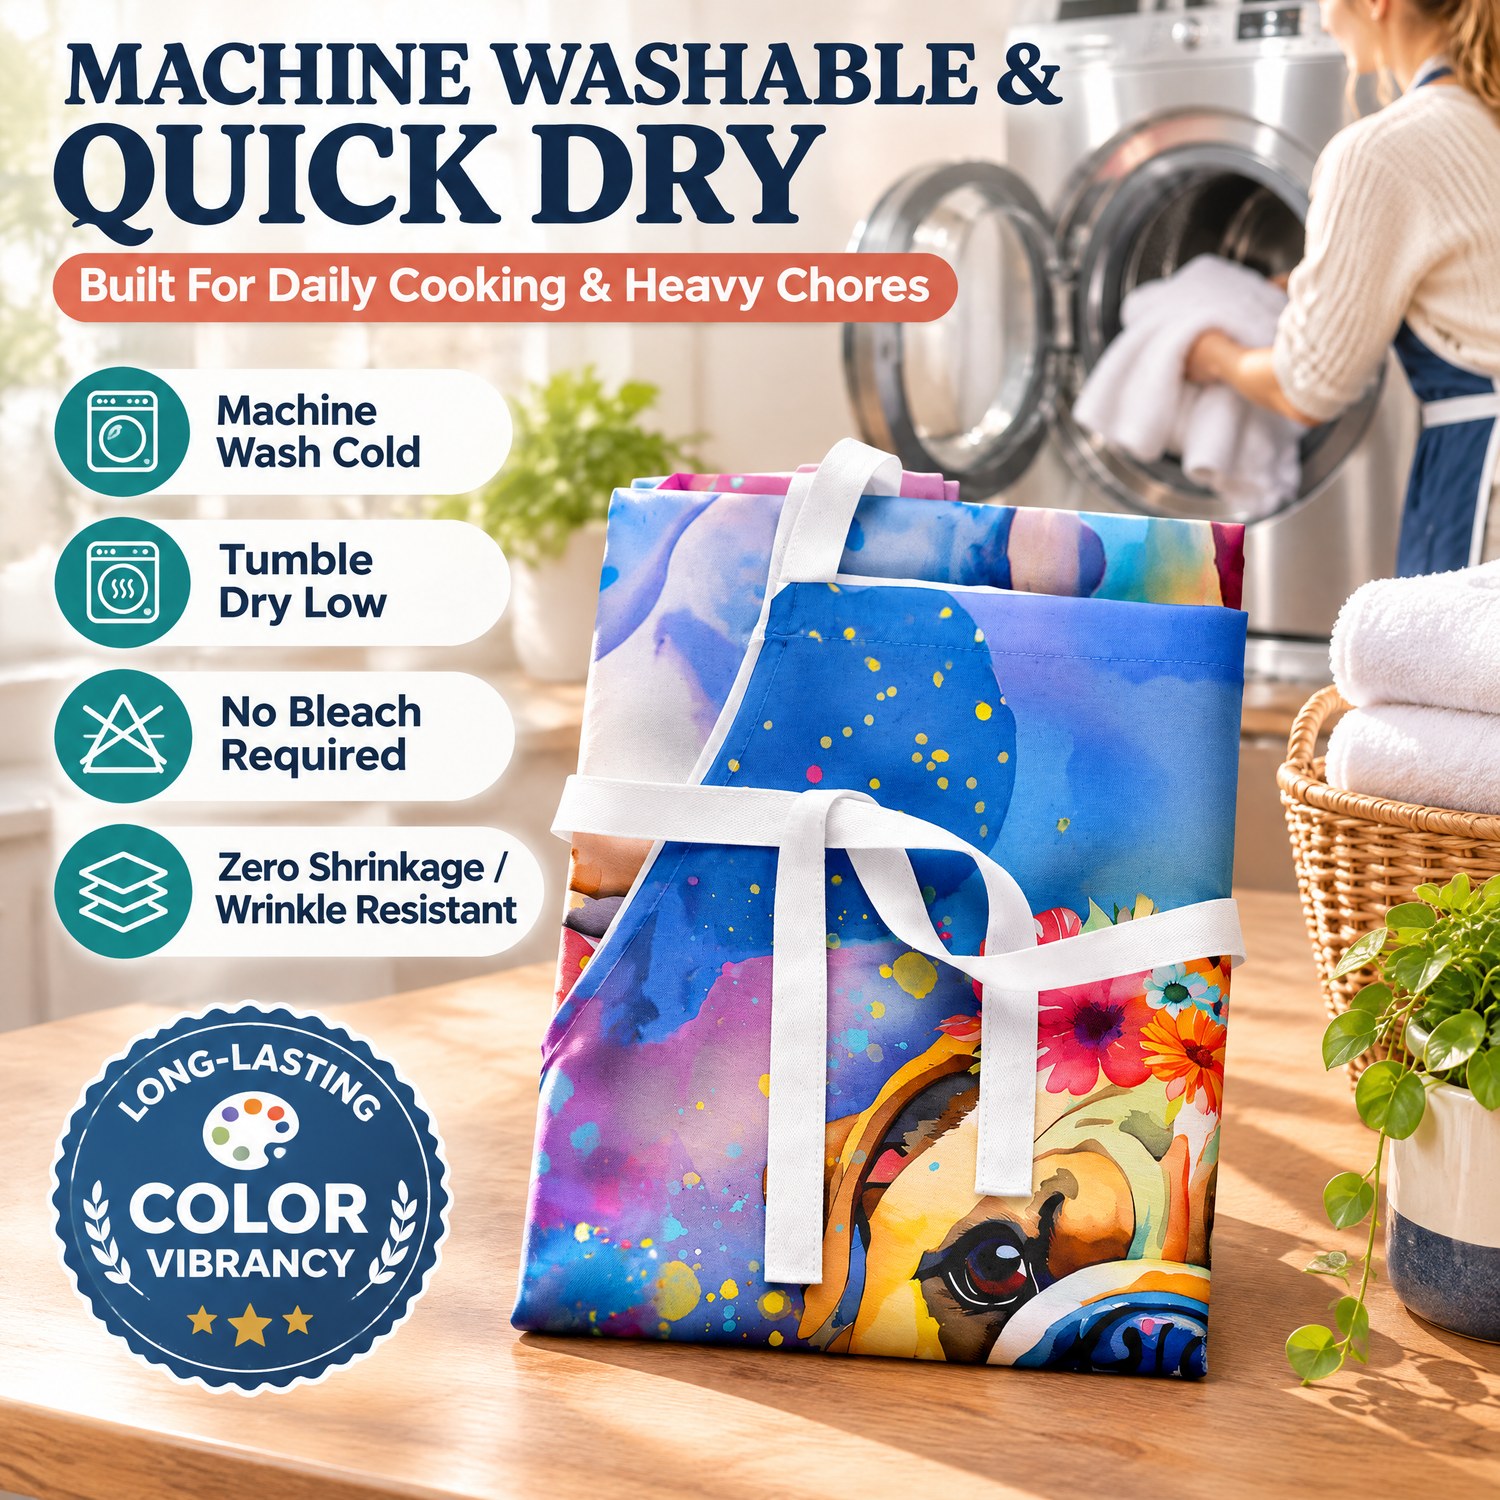 MACHINE WASHABLE &
QUICK DRY
Built For Daily Cooking & Heavy Chores
Machine
Wash Cold
Tumble
Dry Low
No Bleach
Required
Zero Shrinkage /
Wrinkle Resistant
LONG-LASTING
COLOR
VIBRANCY